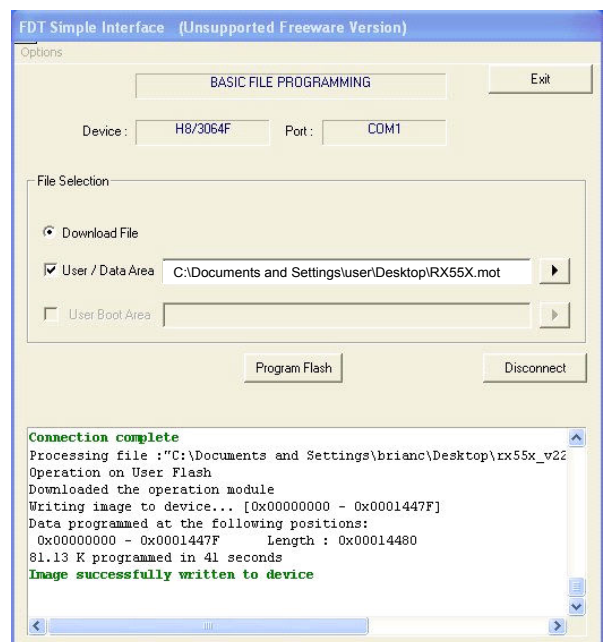 FDT Simple Interface (Unsupported Freeware Version)
Options
BASIC FILE PROGRAMMING
Exit
Device :
H8/3064F
Port :
COM1
File Selection
Download File
User / Data Area
C:\Documents and Settings\user\Desktop\RX55X.mot
User Boot Area
Program Flash
Disconnect
Connection complete
Processing file :"C:\Documents and Settings\brianc\Desktop\rx55x_v22
Operation on User Flash
Downloaded the operation module
Writing image to device... [0x00000000 - 0x0001447F]
Data programmed at the following positions:
0x00000000 - 0x0001447F Length : 0x00014480
81.13 K programmed in 41 seconds
Image successfully written to device